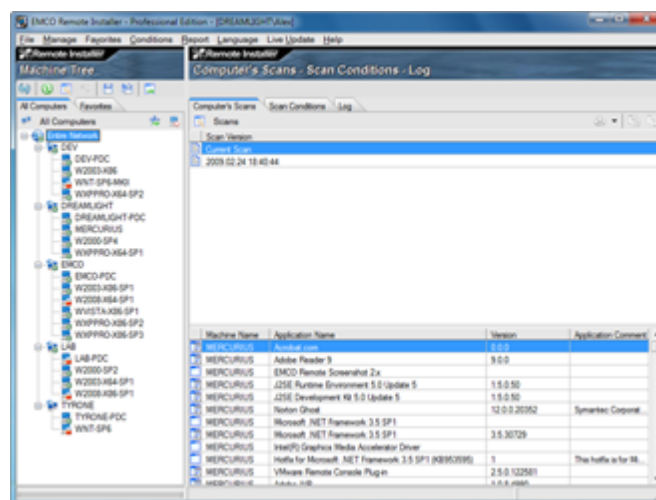 EMCO Remote Installer - Professional Edition - [DREAMLIGHT\Alex]
File Manage Favorites Conditions Report Language Live Update Help
Remote Installer
Machine Tree
Remote Installer
Computer's Scans - Scan Conditions - Log
All Computers Favorites
All Computers
Entire Network
DEV
DEV-PDC
W2003-X86
WNT-SP6-MKII
WXPPRO-X64-SP2
DREAMLIGHT
DREAMLIGHT-PDC
MERCURIUS
W2000-SP4
WXPPRO-X64-SP1
EMCO
EMCO-PDC
W2003-X86-SP1
W2008-X64-SP1
WVISTA-X86-SP1
WXPPRO-X86-SP2
WXPPRO-X86-SP3
LAB
LAB-PDC
W2000-SP2
W2003-X64-SP1
W2008-X86-SP1
TYRONE
TYRONE-PDC
WNT-SP6
Computer's Scans Scan Conditions Log
Scans
Scan Version
Current Scan
2009.02.24 18:40:44
Machine Name Application Name Version Application Comment
MERCURIUS Acrobat.com 0.0.0
MERCURIUS Adobe Reader 9 9.0.0
MERCURIUS EMCO Remote Screenshot 2.x
MERCURIUS J2SE Runtime Environment 5.0 Update 5 1.5.0.50
MERCURIUS J2SE Development Kit 5.0 Update 5 1.5.0.50
MERCURIUS Norton Ghost 12.0.0.20352 Symantec Corporat...
MERCURIUS Microsoft .NET Framework 3.5 SP1
MERCURIUS Microsoft .NET Framework 3.5 SP1 3.5.30729
MERCURIUS Intel(R) Graphics Media Accelerator Driver
MERCURIUS Hotfix for Microsoft .NET Framework 3.5 SP1 (KB953595) 1 This hotfix is for M...
MERCURIUS VMware Remote Console Plug-in 2.5.0.122581
MERCURIUS Adobe AIR